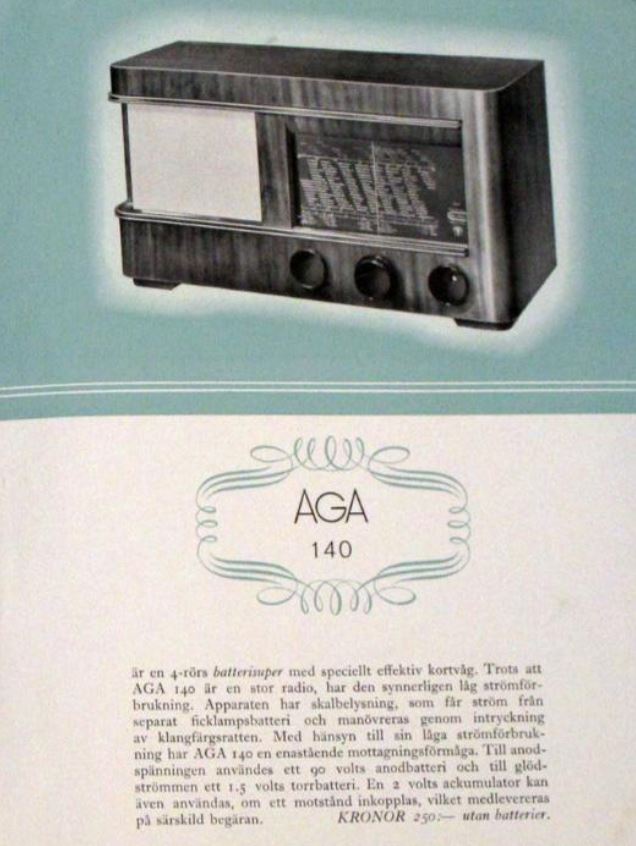 AGA
140
är en 4-rörs batterisuper med speciellt effektiv kortvåg. Trots att
AGA 140 är en stor radio, har den synnerligen låg strömför-
brukning. Apparaten har skalbelysning, som får ström från
separat ficklampsbatteri och manövreras genom intryckning
av klangfärgsratten. Med hänsyn till sin låga strömförbruk-
ning har AGA 140 en enastående mottagningsförmåga. Till anod-
spänningen användes ett 90 volts anodbatteri och till glöd-
strömmen ett 1.5 volts torrbatteri. En 2 volts ackumulator kan
även användas, om ett motstånd inkopplas, vilket medlevereras
på särskild begäran. KRONOR 250:— utan batterier.